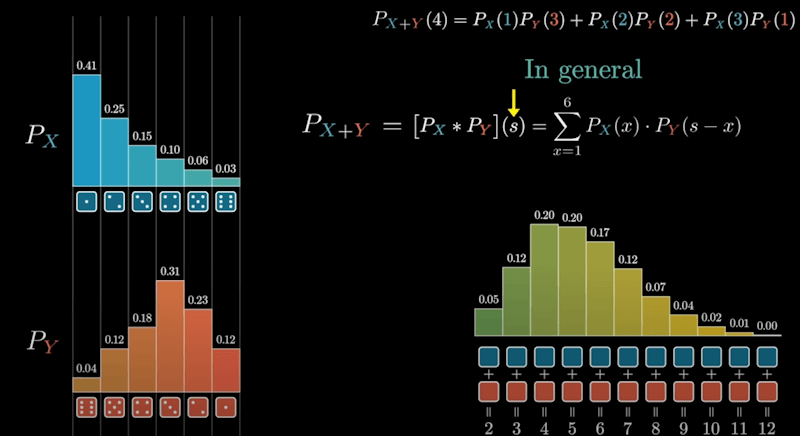 P_{X+Y}(4) = P_X(1)P_Y(3) + P_X(2)P_Y(2) + P_X(3)P_Y(1)
In general
P_{X+Y} = [P_X * P_Y](s) = \sum_{x=1}^{6} P_X(x) · P_Y(s − x)
P_X
0.41 0.25 0.15 0.10 0.06 0.03
P_Y
0.04 0.12 0.18 0.31 0.23 0.12
0.05 0.12 0.20 0.20 0.17 0.12 0.07 0.04 0.02 0.01 0.00
+ + + + + + + + + + +
= = = = = = = = = = =
2 3 4 5 6 7 8 9 10 11 12